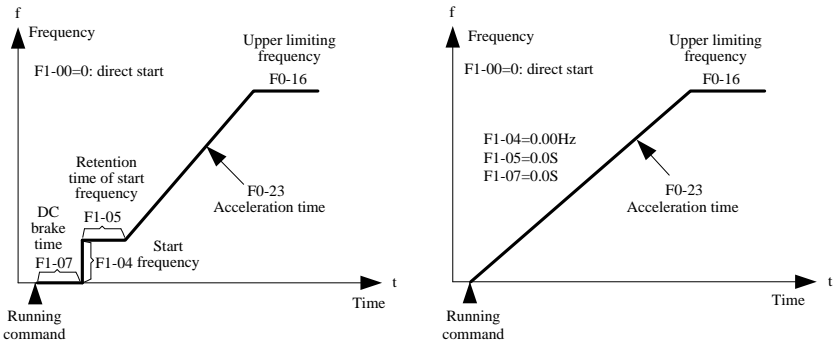 f
Frequency
F1-00=0: direct start
Upper limiting
frequency
F0-16
Retention
time of start
frequency
F1-05
F0-23
Acceleration time
DC
brake
time
F1-07
F1-04
Start
frequency
t
Time
Running
command
f
Frequency
F1-00=0: direct start
Upper limiting
frequency
F0-16
F1-04=0.00Hz
F1-05=0.0S
F1-07=0.0S
F0-23
Acceleration time
t
Time
Running
command